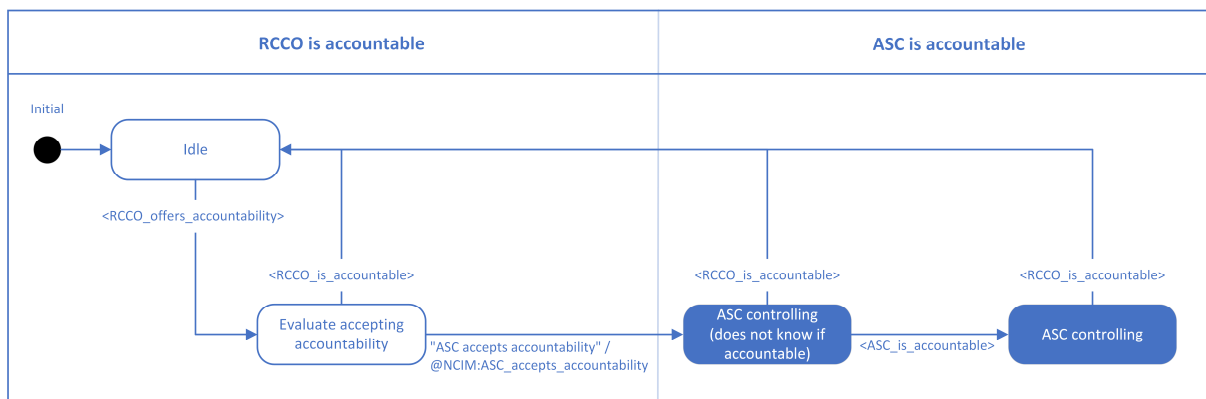 RCCO is accountable
ASC is accountable
Initial
Idle
<RCCO_offers_accountability>
<RCCO_is_accountable>
<RCCO_is_accountable>
<RCCO_is_accountable>
Evaluate accepting
accountability
"ASC accepts accountability" /
@NCIM:ASC_accepts_accountability
ASC controlling
(does not know if
accountable)
<ASC_is_accountable>
ASC controlling